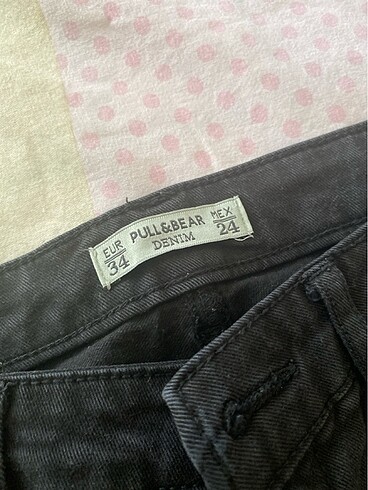 EUR
34
PULL&BEAR
DENIM
MEX
24